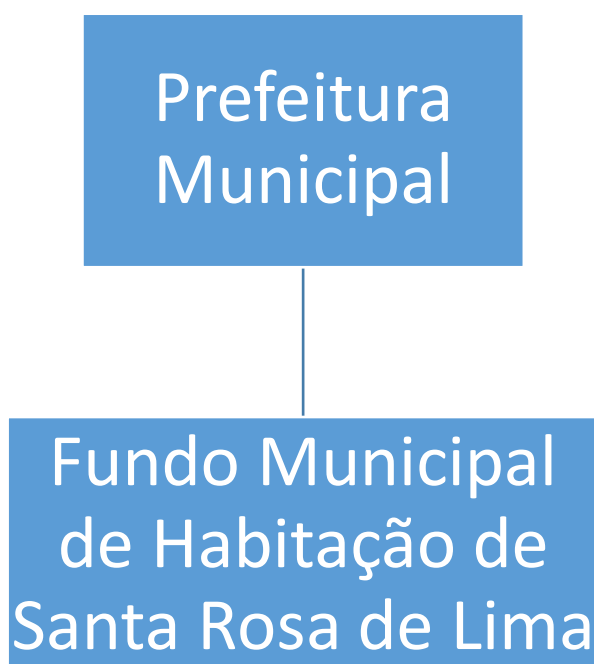 Prefeitura
Municipal
Fundo Municipal
de Habitação de
Santa Rosa de Lima